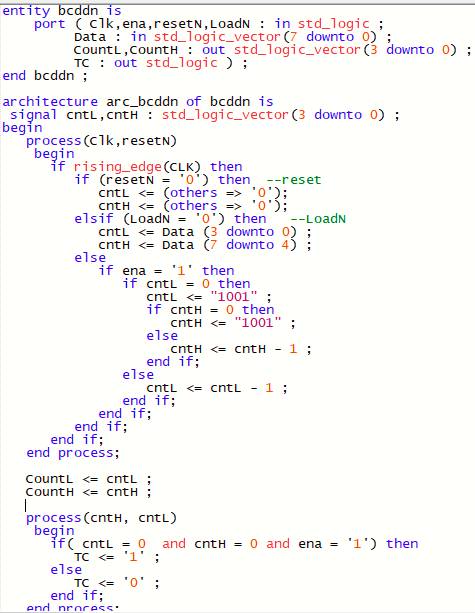 entity bcddn is
port ( Clk,ena,resetN,LoadN : in std_logic ;
Data : in std_logic_vector(7 downto 0) ;
CountL,CountH : out std_logic_vector(3 downto 0) ;
TC : out std_logic ) ;
end bcddn ;
architecture arc_bcddn of bcddn is
signal cntL,cntH : std_logic_vector(3 downto 0) ;
begin
process(Clk,resetN)
begin
if rising_edge(CLK) then
if (resetN = '0') then --reset
cntL <= (others => '0');
cntH <= (others => '0');
elsif (LoadN = '0') then --LoadN
cntL <= Data (3 downto 0) ;
cntH <= Data (7 downto 4) ;
else
if ena = '1' then
if cntL = 0 then
cntL <= "1001" ;
if cntH = 0 then
cntH <= "1001" ;
else
cntH <= cntH - 1 ;
end if;
else
cntL <= cntL - 1 ;
end if;
end if;
end if;
end if;
end process;
CountL <= cntL ;
CountH <= cntH ;
process(cntH, cntL)
begin
if( cntL = 0 and cntH = 0 and ena = '1') then
TC <= '1' ;
else
TC <= '0' ;
end if;
end process;